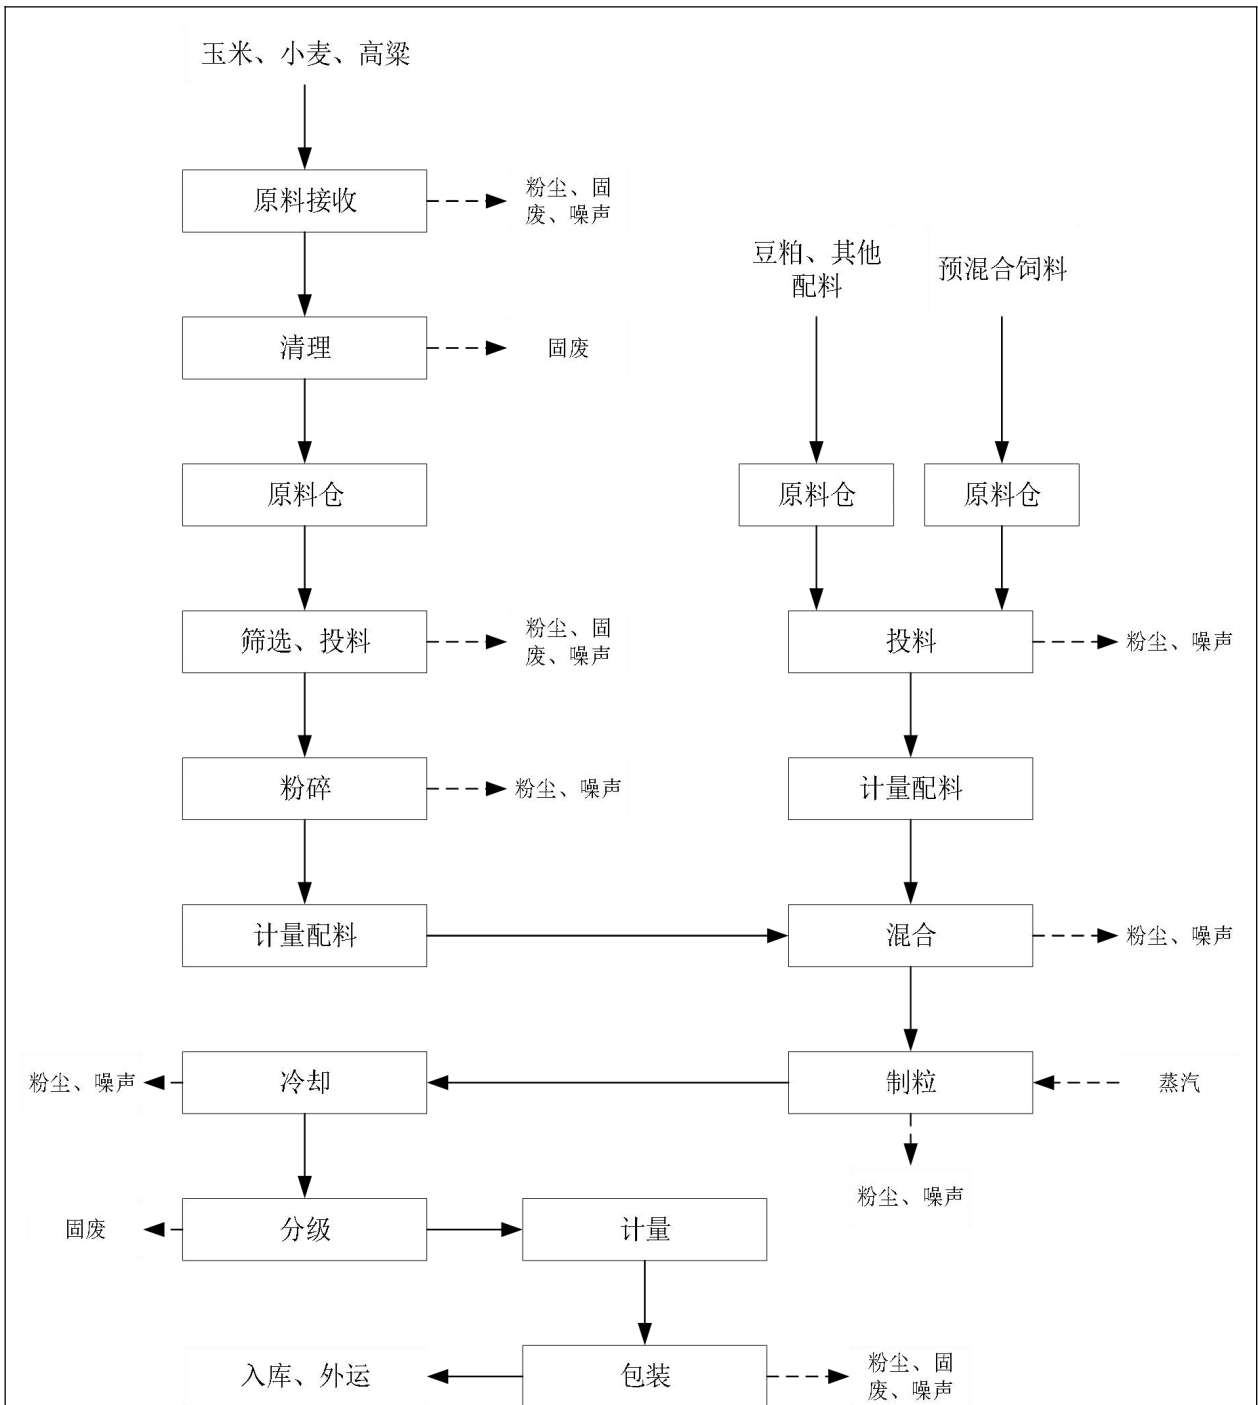 玉米、小麦、高粱
原料接收
粉尘、固
废、噪声
豆粕、其他
配料
预混合饲料
清理
固废
原料仓
原料仓
原料仓
筛选、投料
粉尘、固
废、噪声
投料
粉尘、噪声
粉碎
粉尘、噪声
计量配料
计量配料
混合
粉尘、噪声
粉尘、噪声
冷却
制粒
蒸汽
粉尘、噪声
固废
分级
计量
入库、外运
包装
粉尘、固
废、噪声